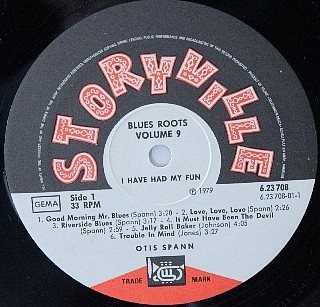 STORYVILLE
BLUES ROOTS
VOLUME 9
I HAVE HAD MY FUN
GEMA
Side 1
33 RPM
℗ 1979
6.23 708
6.23 708-01-1
1. Good Morning Mr. Blues (Spann) 3:20 - 2. Love, Love, Love (Spann) 2:26
3. Riverside Blues (Spann) 3:17 - 4. It Must Have Been The Devil
(Spann) 2:59 - 5. Jelly Roll Baker (Johnson) 4:05
6. Trouble In Mind (Jones) 3:27
OTIS SPANN
TRADE MARK